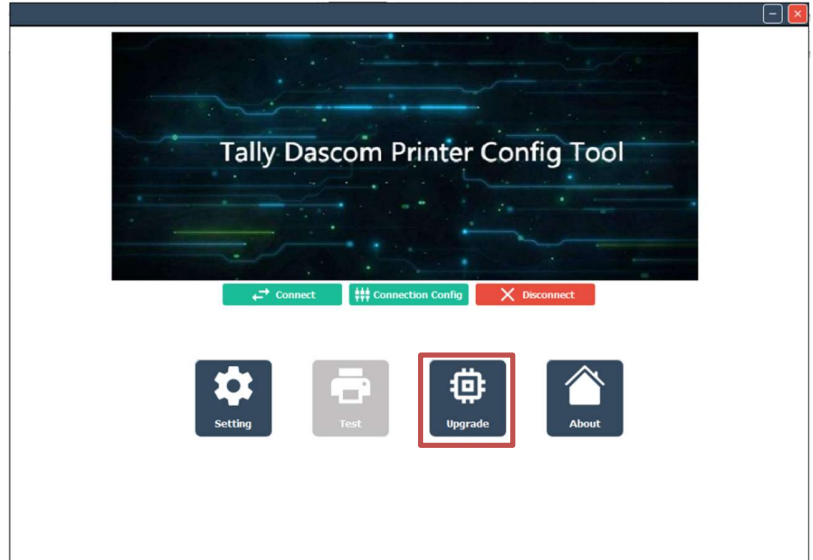 Tally Dascom Printer Config Tool
Connect
Connection Config
Disconnect
Setting
Test
Upgrade
About